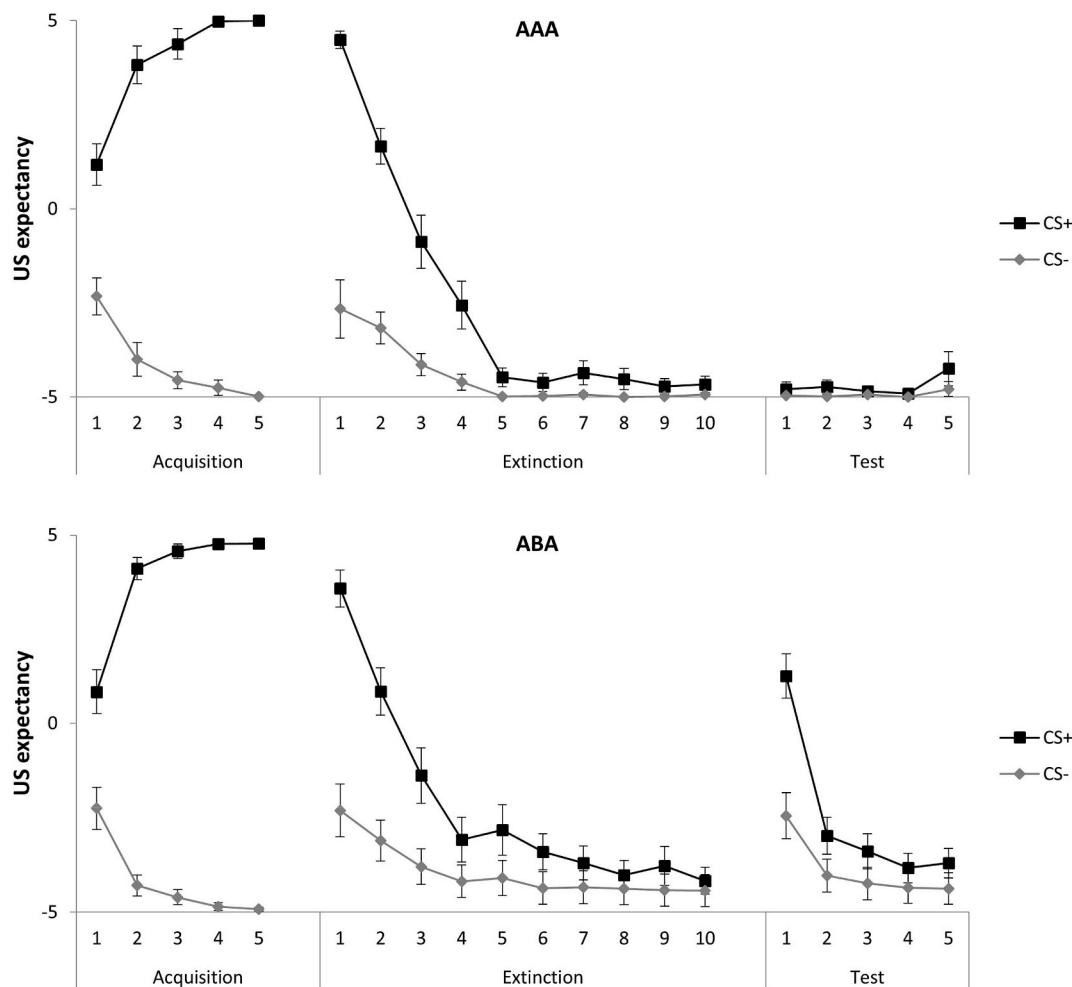 AAA
US expectancy
5
0
-5
CS+
CS-
1 2 3 4 5 1 2 3 4 5 6 7 8 9 10 1 2 3 4 5
Acquisition Extinction Test
ABA
US expectancy
5
0
-5
CS+
CS-
1 2 3 4 5 1 2 3 4 5 6 7 8 9 10 1 2 3 4 5
Acquisition Extinction Test